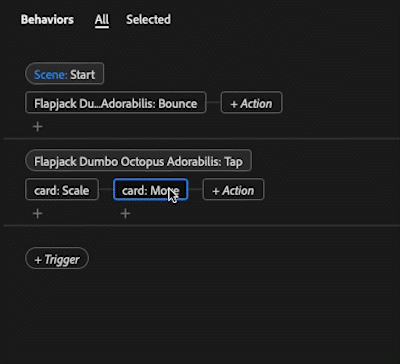 Behaviors All Selected
Scene: Start
Flapjack Du...Adorabilis: Bounce + Action
+
Flapjack Dumbo Octopus Adorabilis: Tap
card: Scale card: Move + Action
+ +
+ Trigger